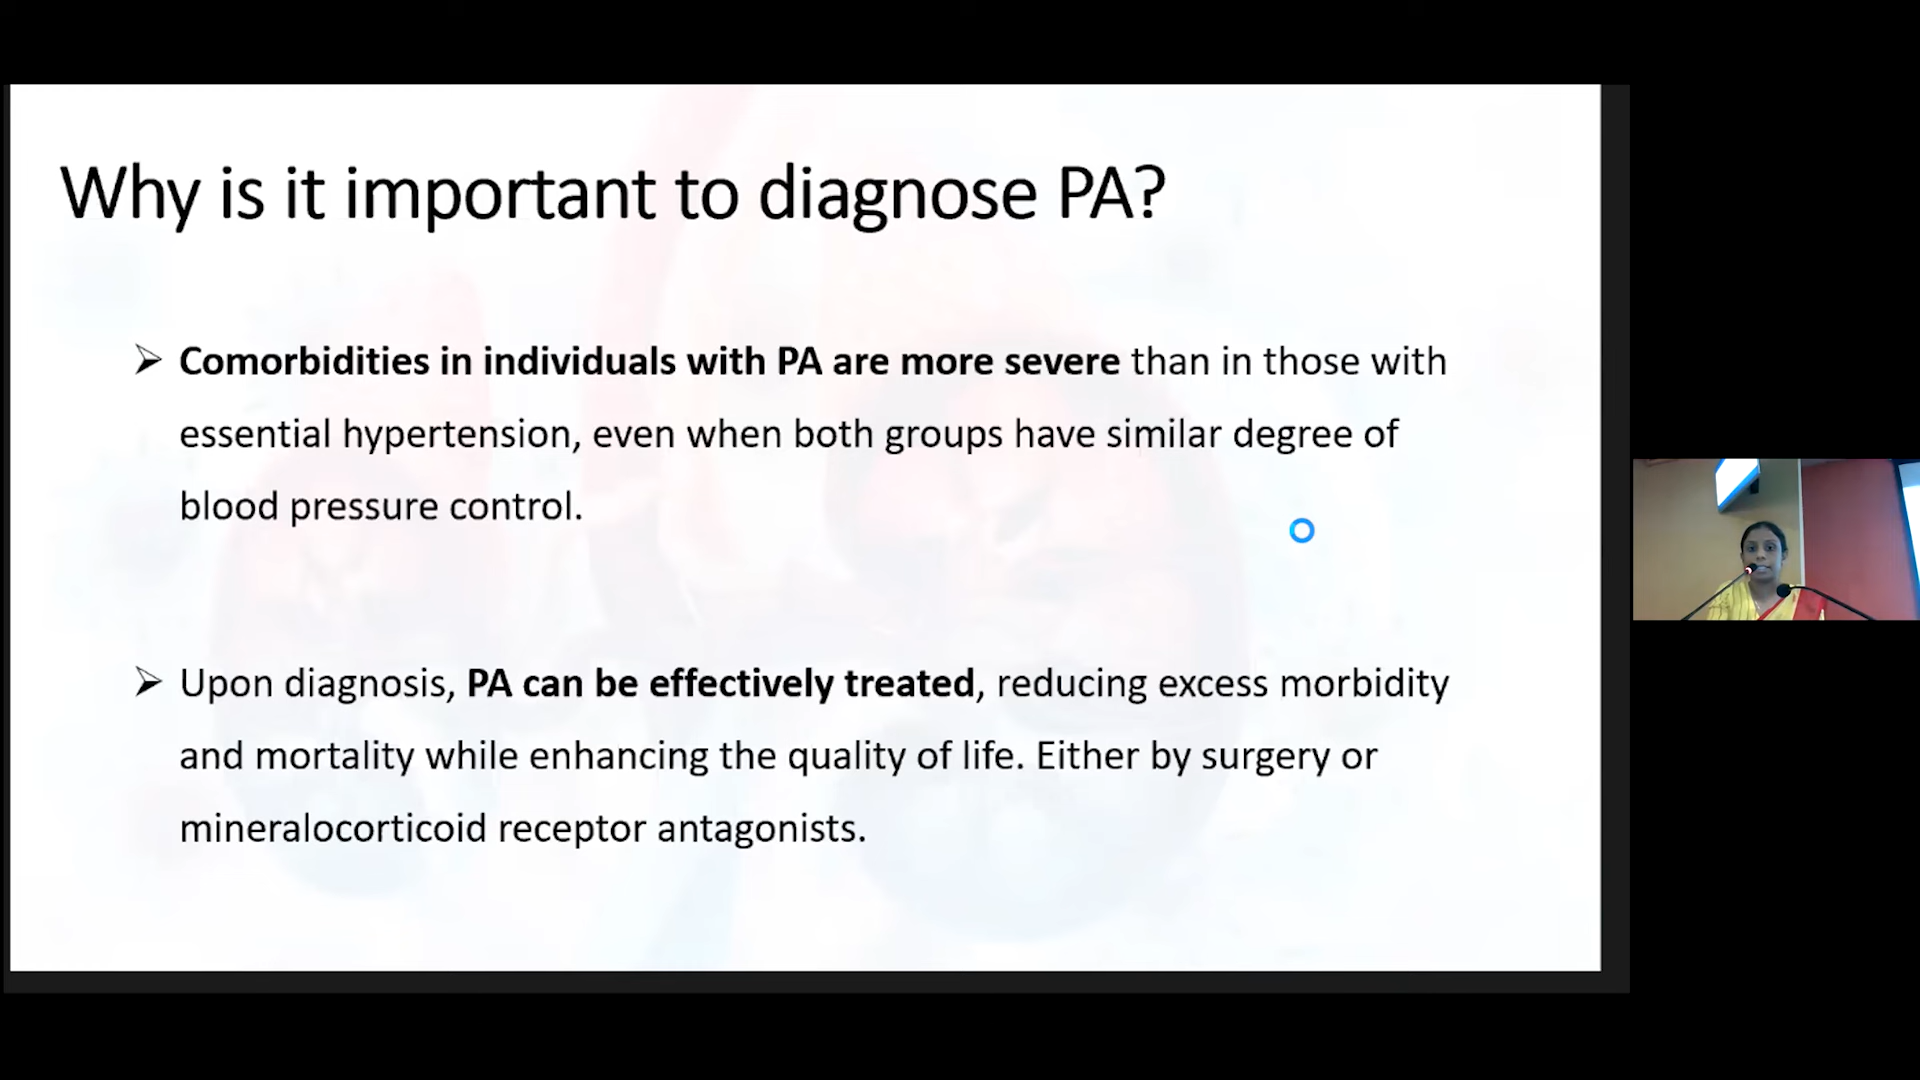 Why is it important to diagnose PA?
➢ Comorbidities in individuals with PA are more severe than in those with
essential hypertension, even when both groups have similar degree of
blood pressure control.
➢ Upon diagnosis, PA can be effectively treated, reducing excess morbidity
and mortality while enhancing the quality of life. Either by surgery or
mineralocorticoid receptor antagonists.